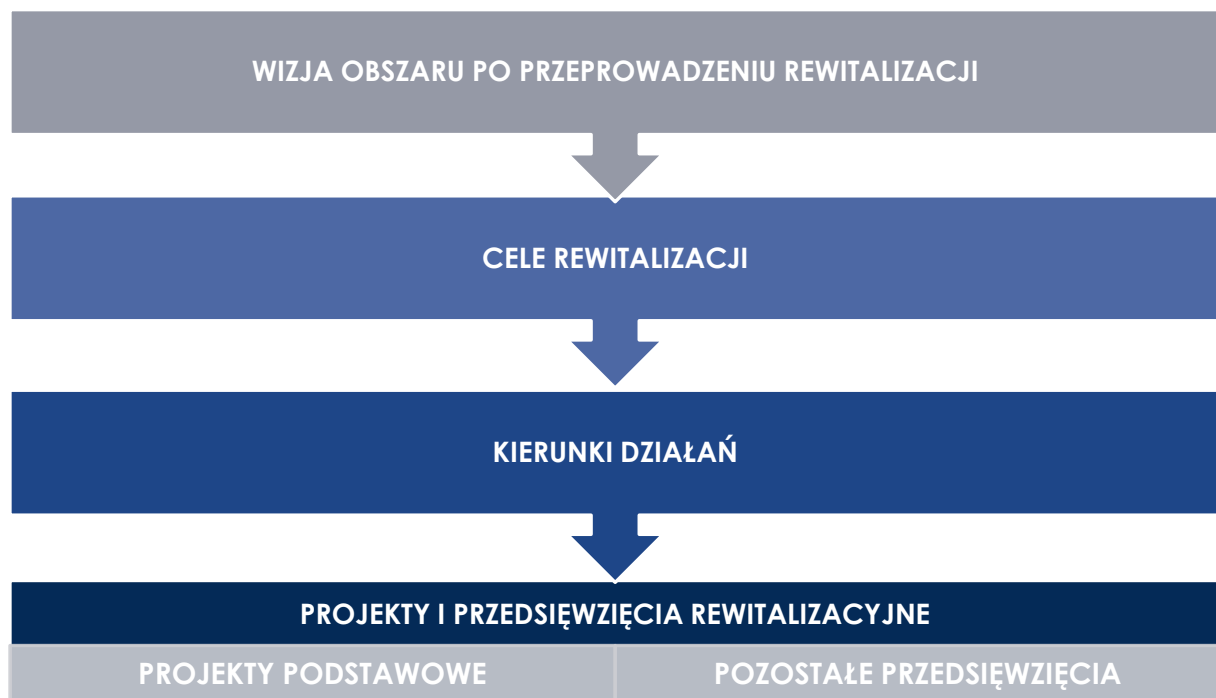 WIZJA OBSZARU PO PRZEPROWADZENIU REWITALIZACJI
CELE REWITALIZACJI
KIERUNKI DZIAŁAŃ
PROJEKTY I PRZEDSIĘWZIĘCIA REWITALIZACYJNE
PROJEKTY PODSTAWOWE
POZOSTAŁE PRZEDSIĘWZIĘCIA